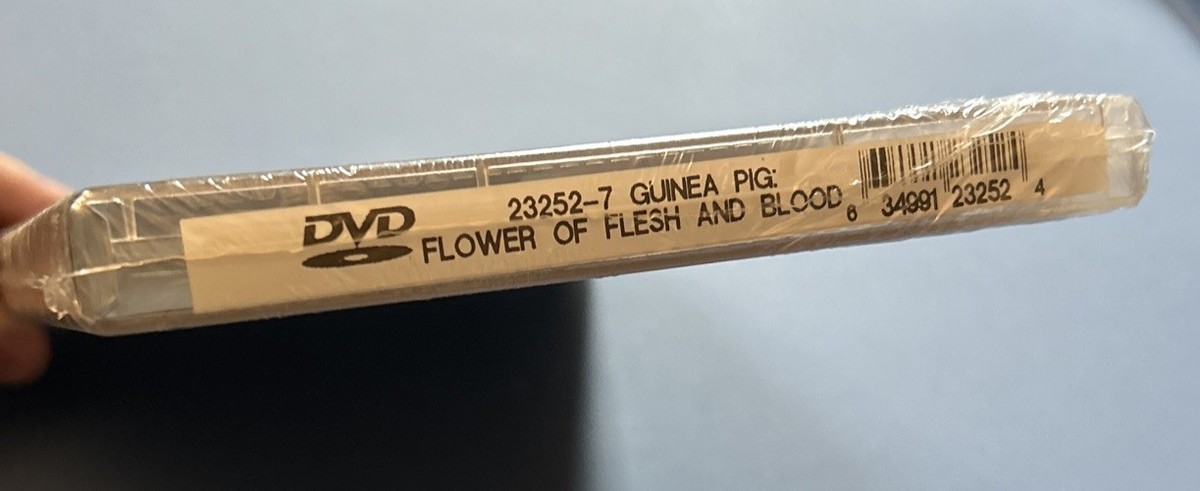 DVD
23252-7 GUINEA PIG:
FLOWER OF FLESH AND BLOOD
6 34991 23252 4